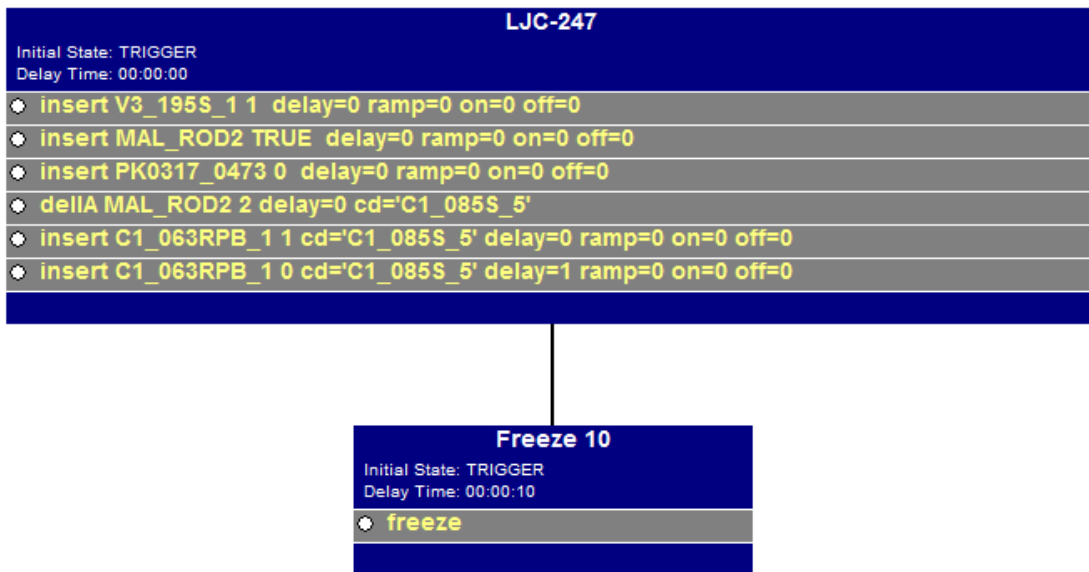 LJC-247
Initial State: TRIGGER
Delay Time: 00:00:00
insert V3_195S_1 1 delay=0 ramp=0 on=0 off=0
insert MAL_ROD2 TRUE delay=0 ramp=0 on=0 off=0
insert PK0317_0473 0 delay=0 ramp=0 on=0 off=0
dellA MAL_ROD2 2 delay=0 cd='C1_085S_5'
insert C1_063RPB_1 1 cd='C1_085S_5' delay=0 ramp=0 on=0 off=0
insert C1_063RPB_1 0 cd='C1_085S_5' delay=1 ramp=0 on=0 off=0
Freeze 10
Initial State: TRIGGER
Delay Time: 00:00:10
freeze